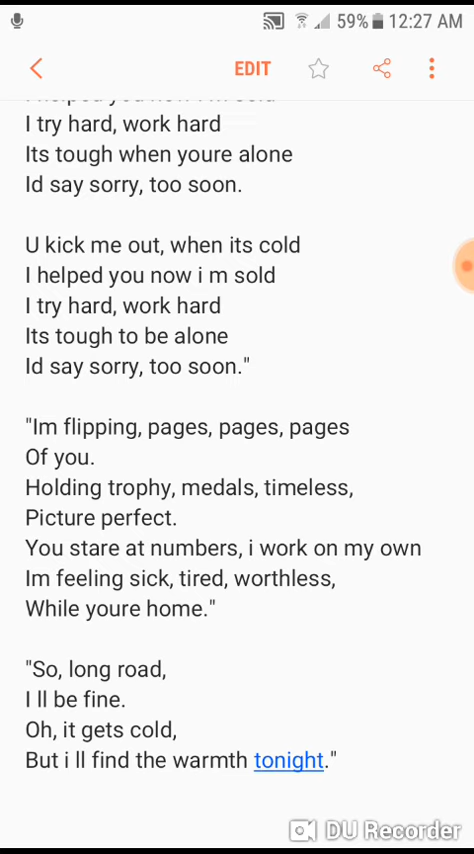 59% 12:27 AM
EDIT
I helped you now i m sold
I try hard, work hard
Its tough when youre alone
Id say sorry, too soon.
U kick me out, when its cold
I helped you now i m sold
I try hard, work hard
Its tough to be alone
Id say sorry, too soon."
"Im flipping, pages, pages, pages
Of you.
Holding trophy, medals, timeless,
Picture perfect.
You stare at numbers, i work on my own
Im feeling sick, tired, worthless,
While youre home."
"So, long road,
I ll be fine.
Oh, it gets cold,
But i ll find the warmth tonight."
DU Recorder